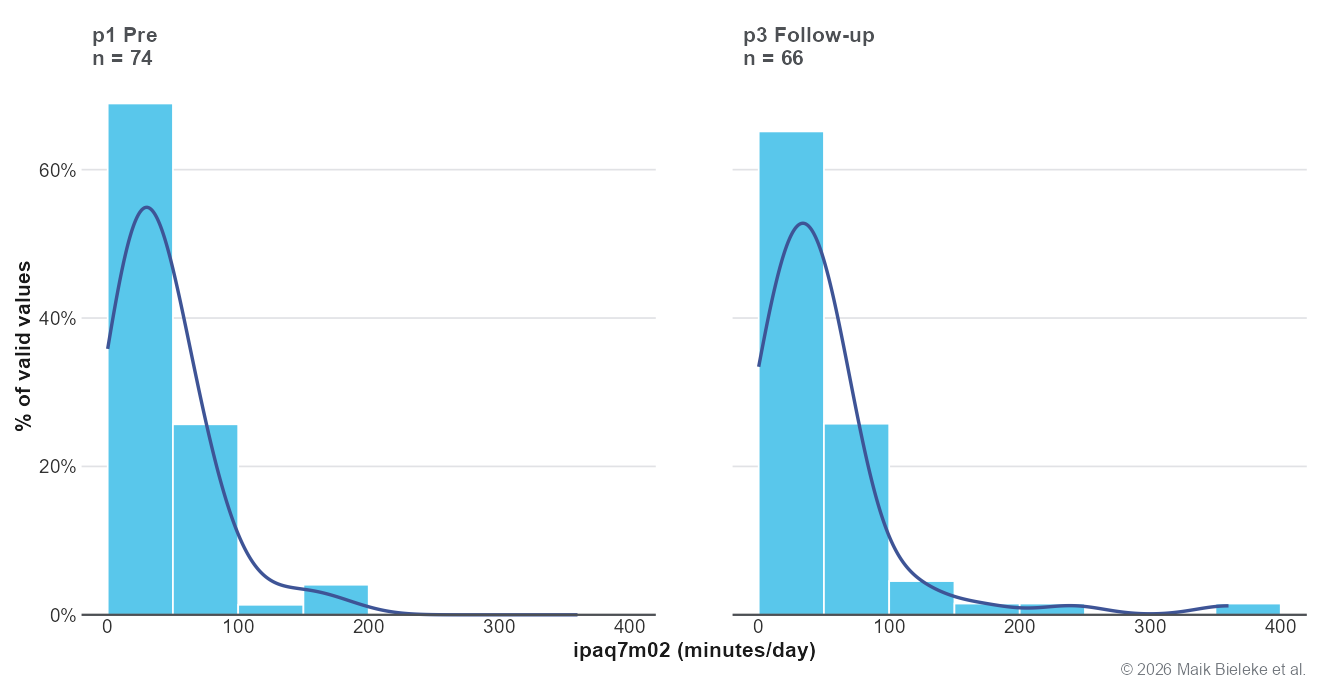 p1 Pre
n = 74
p3 Follow-up
n = 66
% of valid values
60%
40%
20%
0%
0 100 200 300 400
0 100 200 300 400
ipaq7m02 (minutes/day)
© 2026 Maik Bieleke et al.